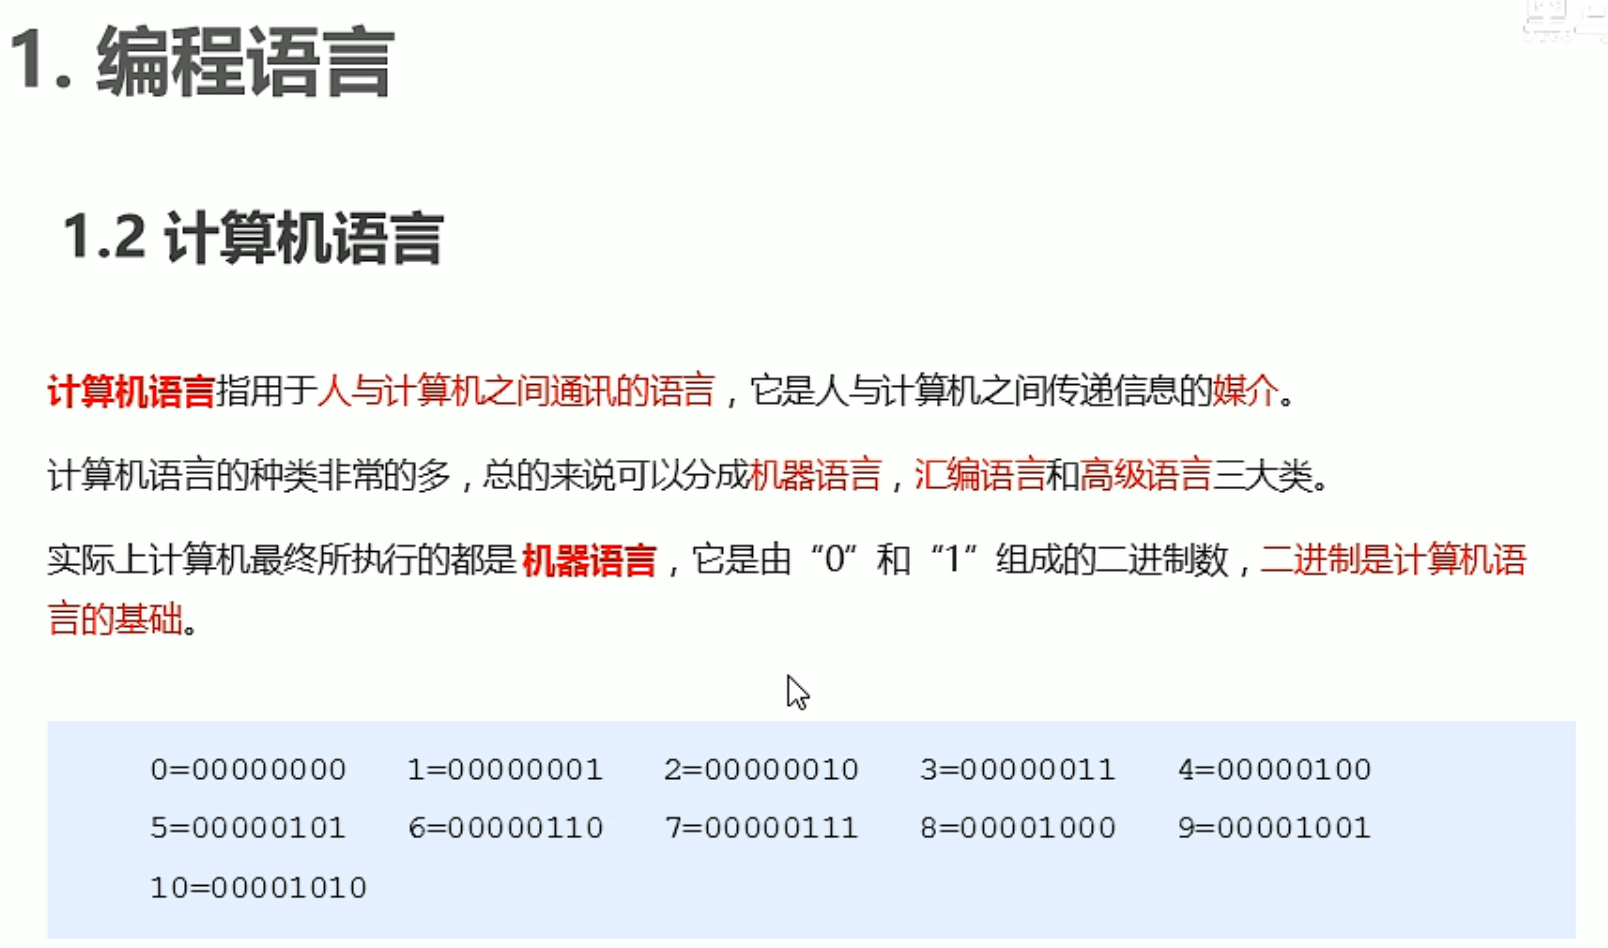 1. 编程语言
1.2 计算机语言
计算机语言指用于人与计算机之间通讯的语言，它是人与计算机之间传递信息的媒介。
计算机语言的种类非常的多，总的来说可以分成机器语言，汇编语言和高级语言三大类。
实际上计算机最终所执行的都是机器语言，它是由“0”和“1”组成的二进制数，二进制是计算机语
言的基础。
0=00000000 1=00000001 2=00000010 3=00000011 4=00000100
5=00000101 6=00000110 7=00000111 8=00001000 9=00001001
10=00001010